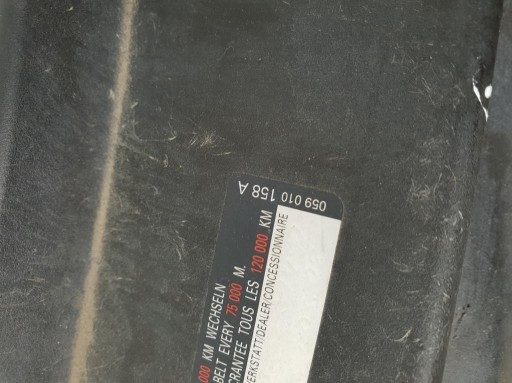 000 KM WECHSELN
BELT EVERY 75 000 M.
CRANTEE TOUS LES 120 000 KM
ERKSTATT/DEALER/CONCESSIONNAIRE
059 010 158 A